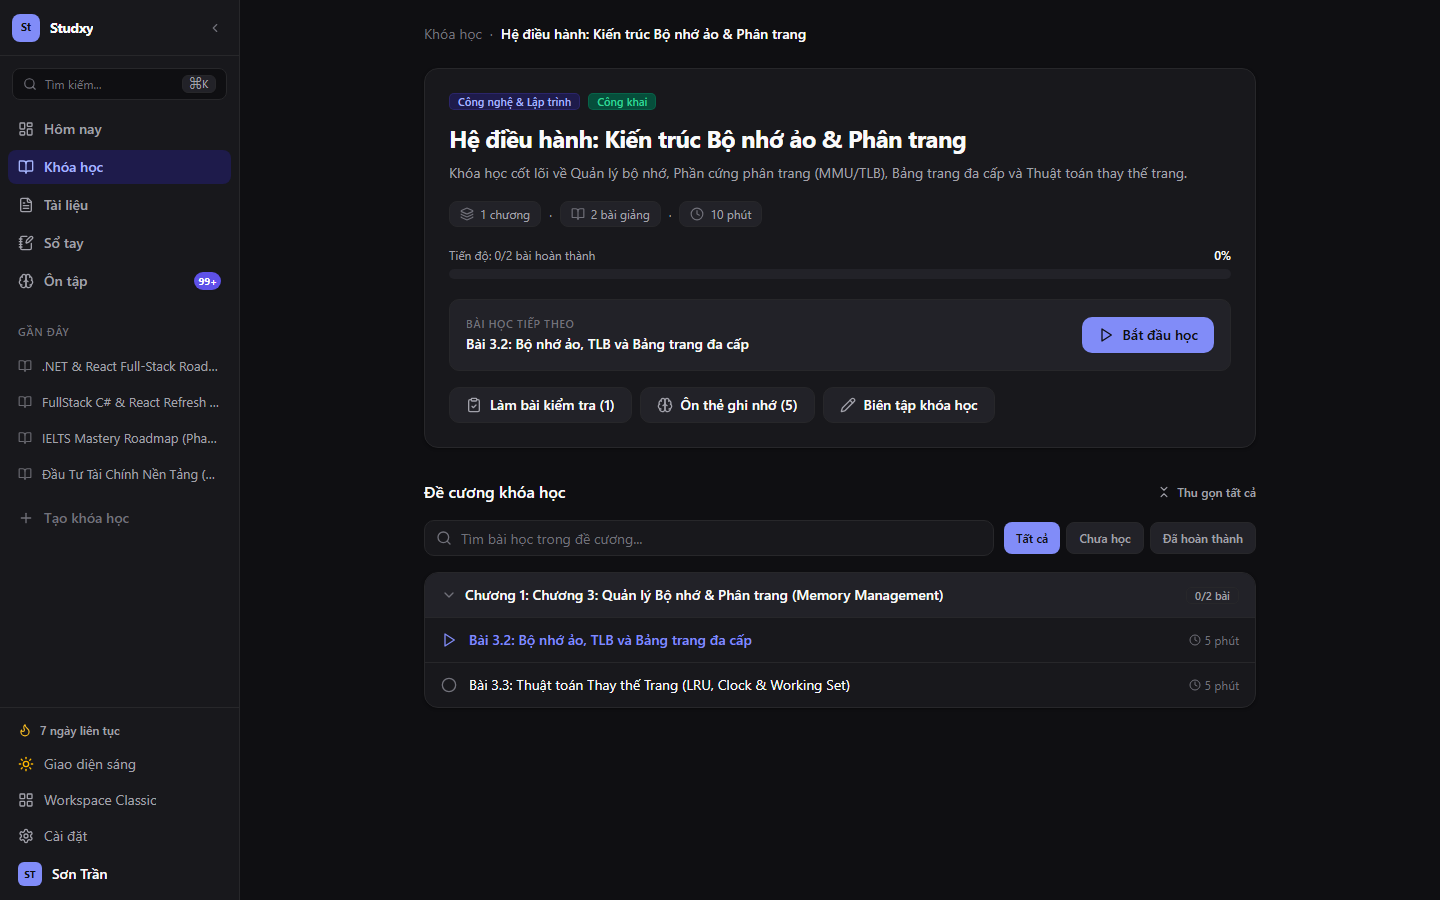 St Studxy
Tìm kiếm... ⌘K
Hôm nay
Khóa học
Tài liệu
Sổ tay
Ôn tập 99+
GẦN ĐÂY
.NET & React Full-Stack Road...
FullStack C# & React Refresh ...
IELTS Mastery Roadmap (Pha...
Đầu Tư Tài Chính Nền Tảng (...
Tạo khóa học
7 ngày liên tục
Giao diện sáng
Workspace Classic
Cài đặt
ST Sơn Trần
Khóa học · Hệ điều hành: Kiến trúc Bộ nhớ ảo & Phân trang
Công nghệ & Lập trình Công khai
Hệ điều hành: Kiến trúc Bộ nhớ ảo & Phân trang
Khóa học cốt lõi về Quản lý bộ nhớ, Phần cứng phân trang (MMU/TLB), Bảng trang đa cấp và Thuật toán thay thế trang.
1 chương · 2 bài giảng · 10 phút
Tiến độ: 0/2 bài hoàn thành 0%
BÀI HỌC TIẾP THEO
Bài 3.2: Bộ nhớ ảo, TLB và Bảng trang đa cấp
Bắt đầu học
Làm bài kiểm tra (1) Ôn thẻ ghi nhớ (5) Biên tập khóa học
Đề cương khóa học Thu gọn tất cả
Tìm bài học trong đề cương... Tất cả Chưa học Đã hoàn thành
Chương 1: Chương 3: Quản lý Bộ nhớ & Phân trang (Memory Management) 0/2 bài
Bài 3.2: Bộ nhớ ảo, TLB và Bảng trang đa cấp 5 phút
Bài 3.3: Thuật toán Thay thế Trang (LRU, Clock & Working Set) 5 phút